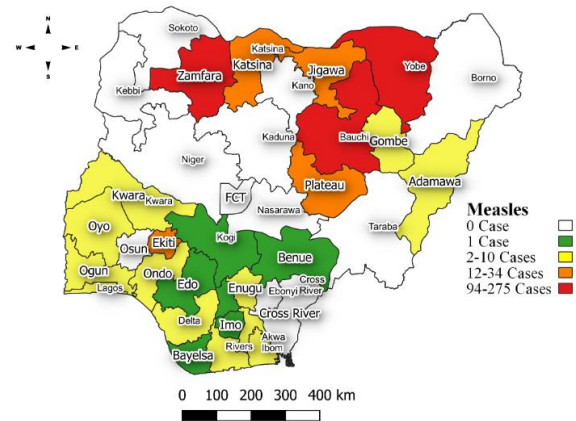 N
W
E
S
Sokoto
Katsina
Katsina
Zamfara
Jigawa
Yobe
Borno
Kebbi
Kano
Kaduna
Bauchi
Gombe
Niger
Plateau
Adamawa
Kwara
Kwara
FCT
Nasarawa
Oyo
Taraba
Osun
Ekiti
Kogi
Benue
Ogun
Ondo
Edo
Enugu
Ebonyi
Cross
River
Lagos
Delta
Imo
Cross River
Bayelsa
Rivers
Akwa
Ibom
Measles
0 Case
1 Case
2-10 Cases
12-34 Cases
94-275 Cases
0 100 200 300 400 km